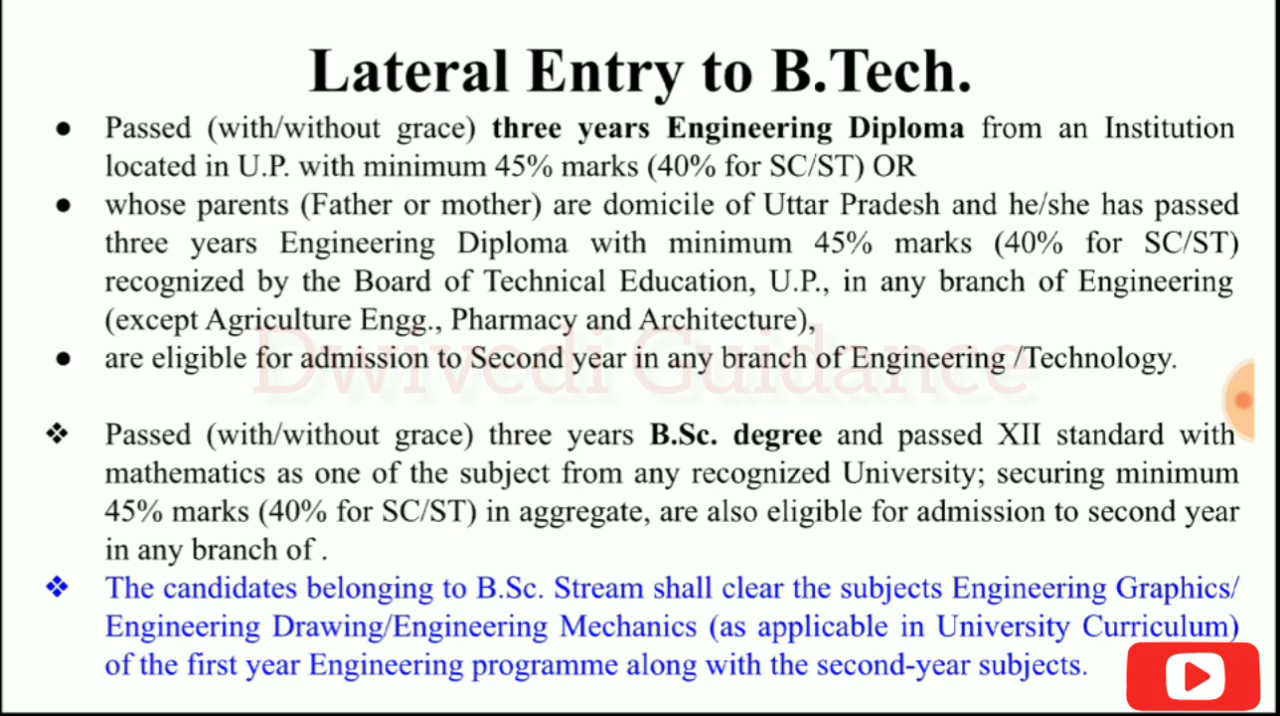 Lateral Entry to B.Tech.
● Passed (with/without grace) three years Engineering Diploma from an Institution
located in U.P. with minimum 45% marks (40% for SC/ST) OR
● whose parents (Father or mother) are domicile of Uttar Pradesh and he/she has passed
three years Engineering Diploma with minimum 45% marks (40% for SC/ST)
recognized by the Board of Technical Education, U.P., in any branch of Engineering
(except Agriculture Engg., Pharmacy and Architecture),
● are eligible for admission to Second year in any branch of Engineering /Technology.
Dwivedi Guidance
❖ Passed (with/without grace) three years B.Sc. degree and passed XII standard with
mathematics as one of the subject from any recognized University; securing minimum
45% marks (40% for SC/ST) in aggregate, are also eligible for admission to second year
in any branch of .
❖ The candidates belonging to B.Sc. Stream shall clear the subjects Engineering Graphics/
Engineering Drawing/Engineering Mechanics (as applicable in University Curriculum)
of the first year Engineering programme along with the second-year subjects.